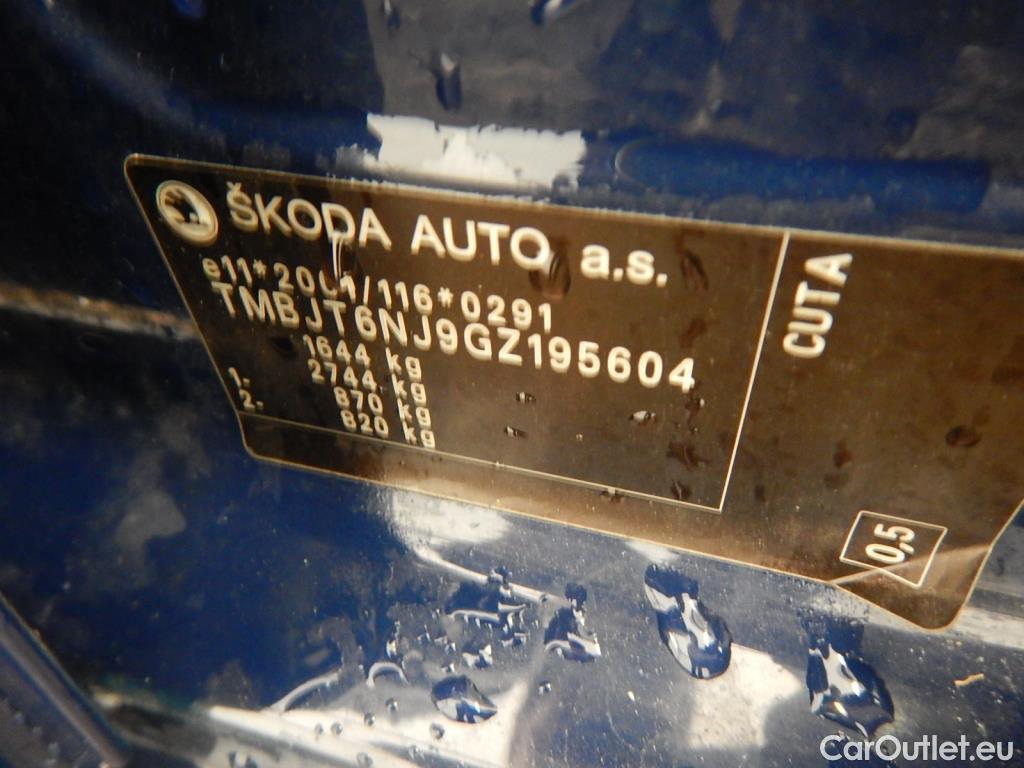 ŠKODA AUTO a.s.
e11*2001/116*0291
TMBJT6NJ9GZ195604
1644 kg
2744 kg
1. 870 kg
2. 820 kg
CUTA
0,5
CarOutlet.eu